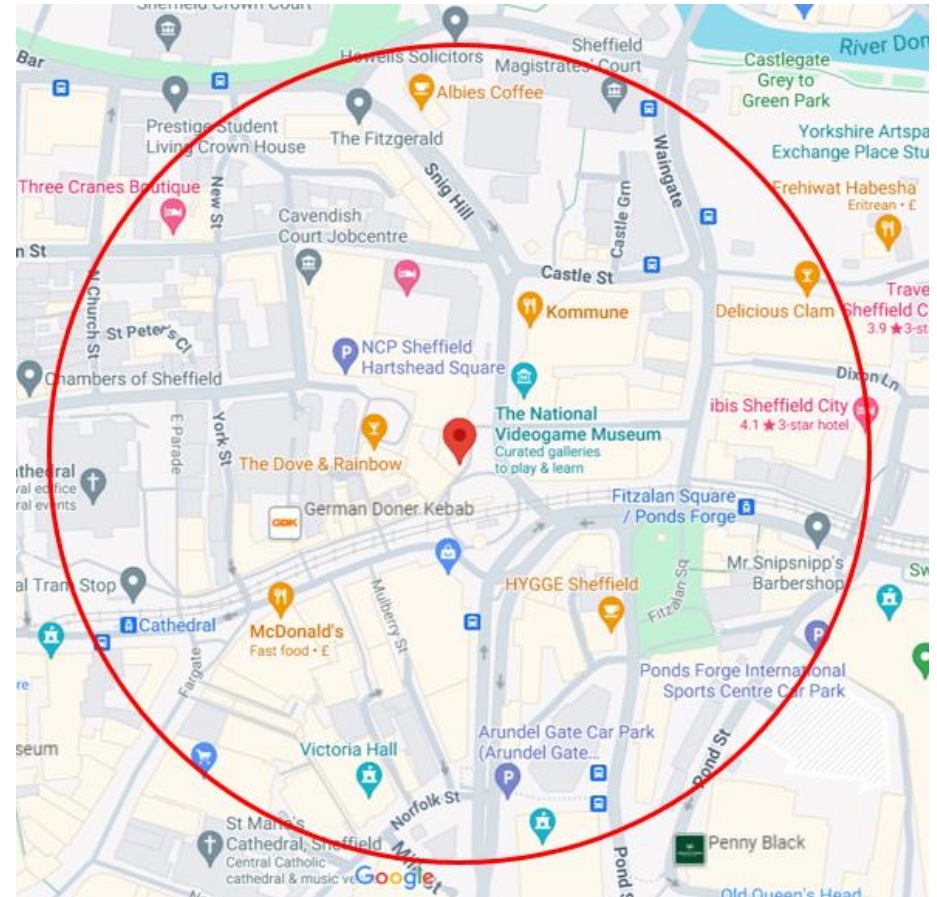 Sheffield Crown Court
Bar
Howells Solicitors
Sheffield
Magistrates' Court
River Don
Castlegate
Grey to
Green Park
Albies Coffee
Prestige Student
Living Crown House
The Fitzgerald
Yorkshire Artspa
Exchange Place Stu
Waingate
Snig Hill
Three Cranes Boutique
New St
Frehiwat Habesha
Eritrean • £
Cavendish
Court Jobcentre
Castle Grn
n St
Castle St
N Church St
Kommune
Delicious Clam
Trave
Sheffield C
3.9 ★ 3-st
St Peter's Cl
NCP Sheffield
Hartshead Square
Chambers of Sheffield
Dixon Ln
E Parade
York St
The National
Videogame Museum
Curated galleries
to play & learn
ibis Sheffield City
4.1 ★ 3-star hotel
The Dove & Rainbow
athedral
val edifice
ral events
German Doner Kebab
GDK
Fitzalan Square
/ Ponds Forge
Mr Snipsnipp's
Barbershop
al Tram Stop
HYGGE Sheffield
Fitzalan Sq
Sw
Mulberry St
Cathedral
McDonald's
Fast food • £
Fargate
re
Ponds Forge International
Sports Centre Car Park
seum
Victoria Hall
Arundel Gate Car Park
(Arundel Gate...
Pond St
Norfolk St
St Marie's
Cathedral, Sheffield
Central Catholic
cathedral & music ve
Google
Penny Black
Pond S
Old Queen's Head